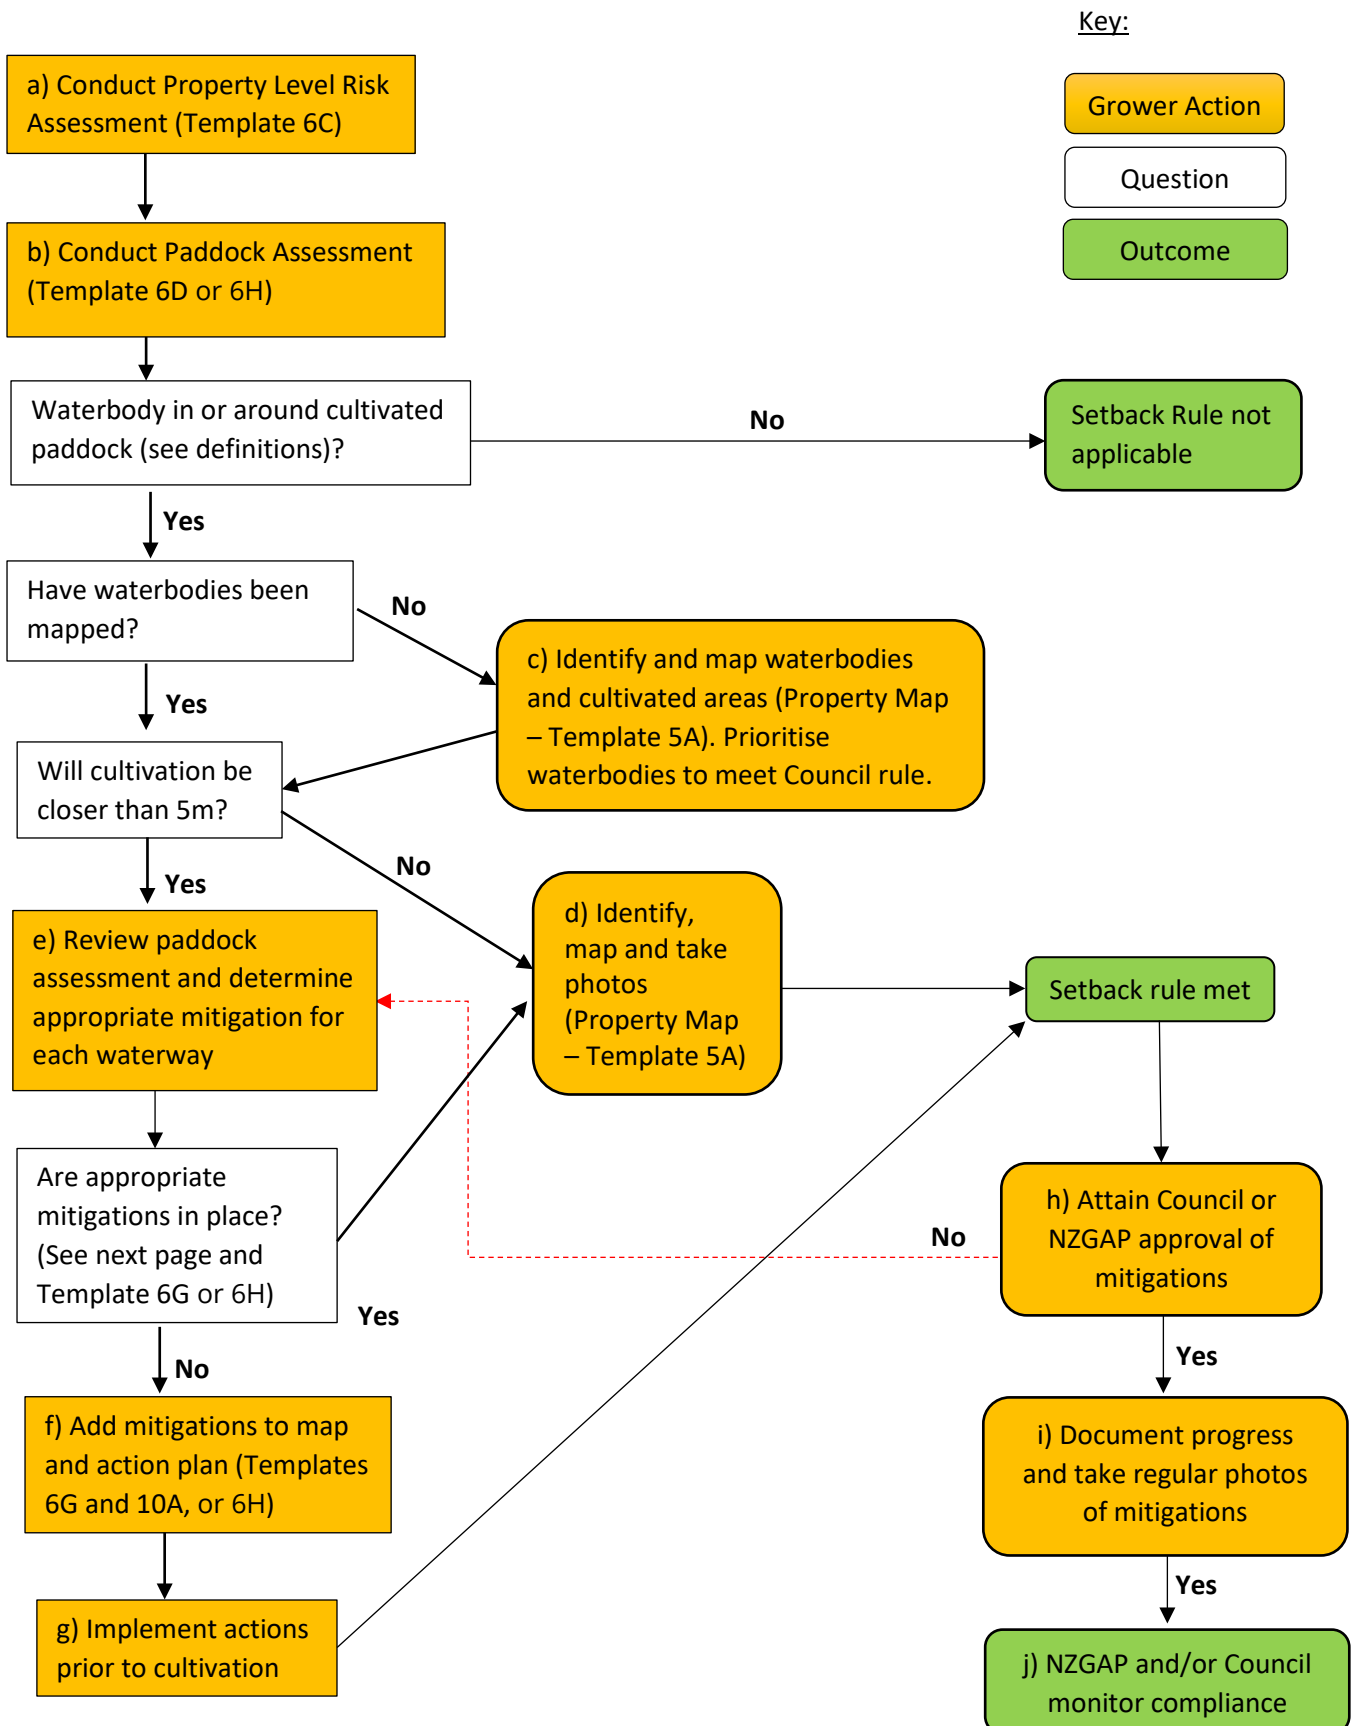 Key:
Grower Action
Question
Outcome
a) Conduct Property Level Risk
Assessment (Template 6C)
b) Conduct Paddock Assessment
(Template 6D or 6H)
Waterbody in or around cultivated
paddock (see definitions)?
No
Setback Rule not
applicable
Yes
Have waterbodies been
mapped?
No
c) Identify and map waterbodies
and cultivated areas (Property Map
– Template 5A). Prioritise
waterbodies to meet Council rule.
Yes
Will cultivation be
closer than 5m?
No
d) Identify,
map and take
photos
(Property Map
– Template 5A)
Setback rule met
Yes
e) Review paddock
assessment and determine
appropriate mitigation for
each waterway
Are appropriate
mitigations in place?
(See next page and
Template 6G or 6H)
Yes
No
h) Attain Council or
NZGAP approval of
mitigations
No
f) Add mitigations to map
and action plan (Templates
6G and 10A, or 6H)
Yes
i) Document progress
and take regular photos
of mitigations
g) Implement actions
prior to cultivation
Yes
j) NZGAP and/or Council
monitor compliance